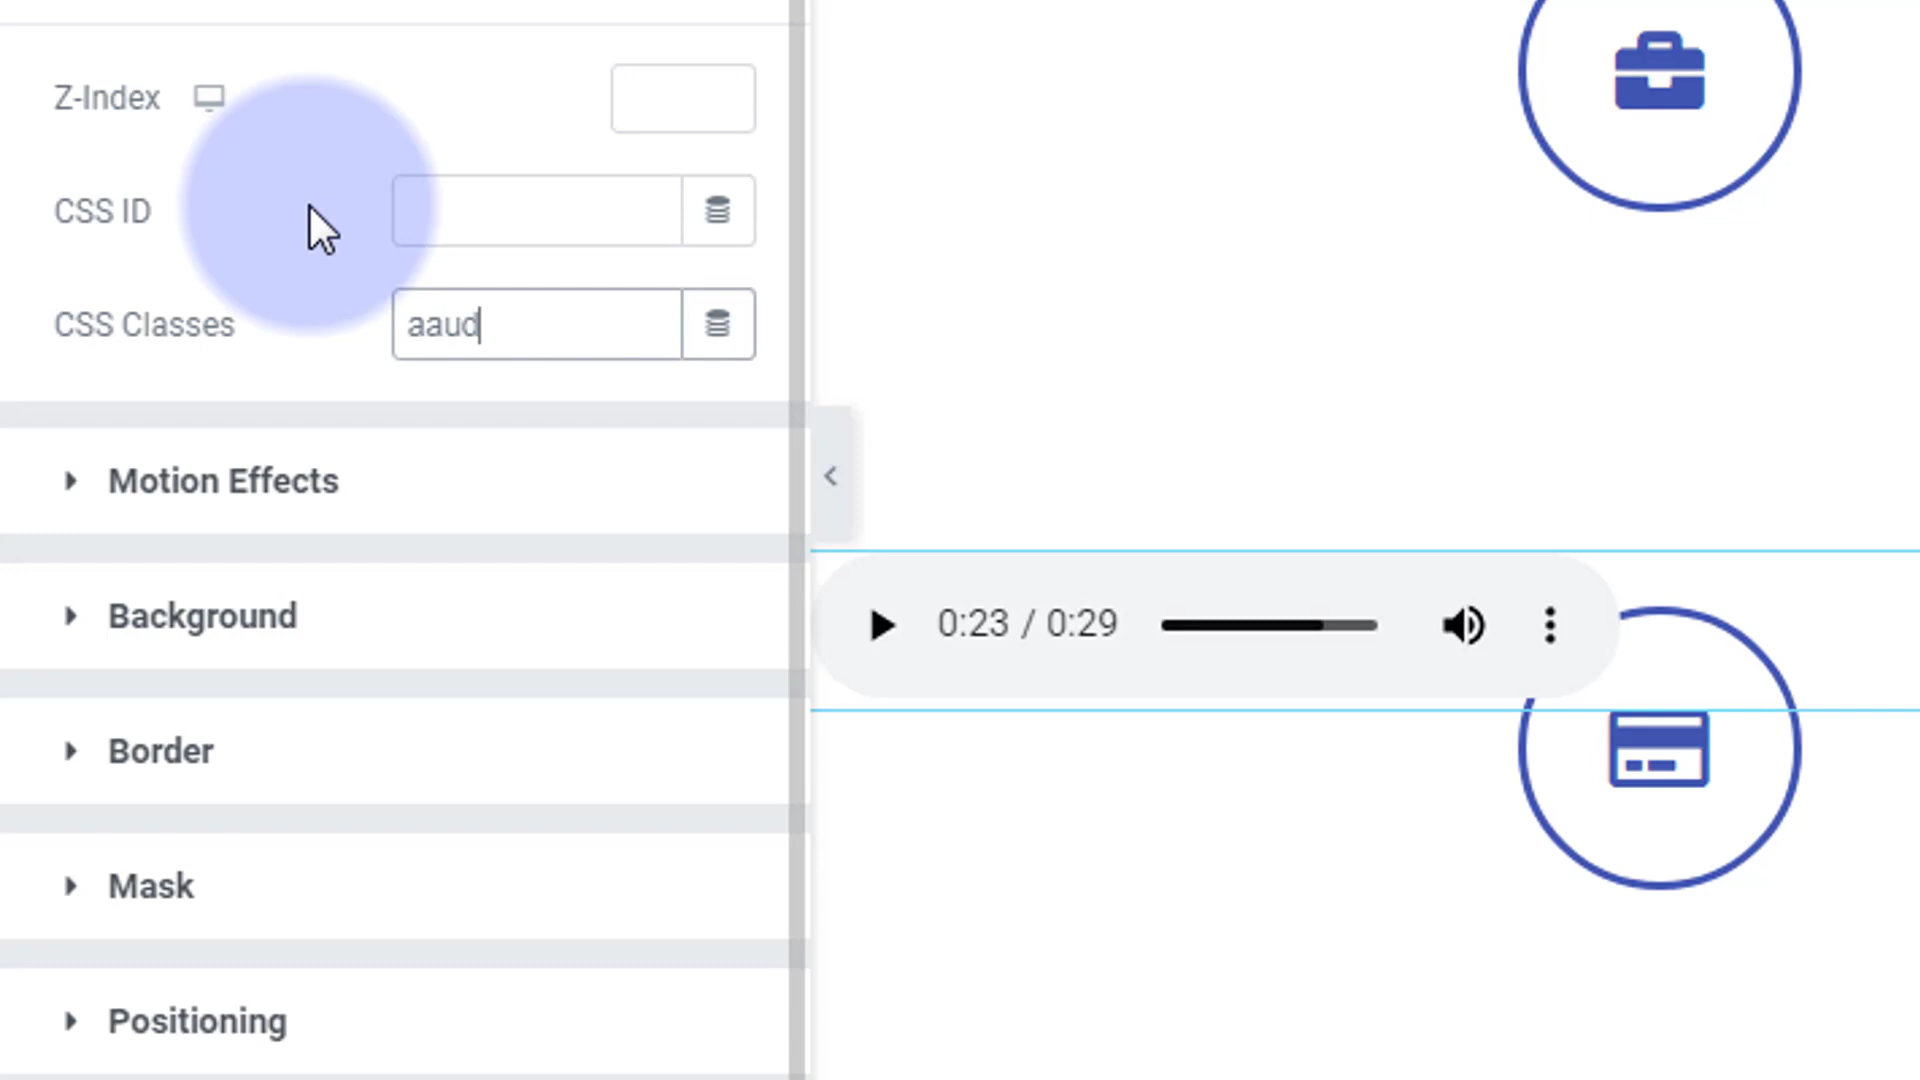 Z-Index
CSS ID
CSS Classes
aaud
Motion Effects
Background
0:23 / 0:29
Border
Mask
Positioning